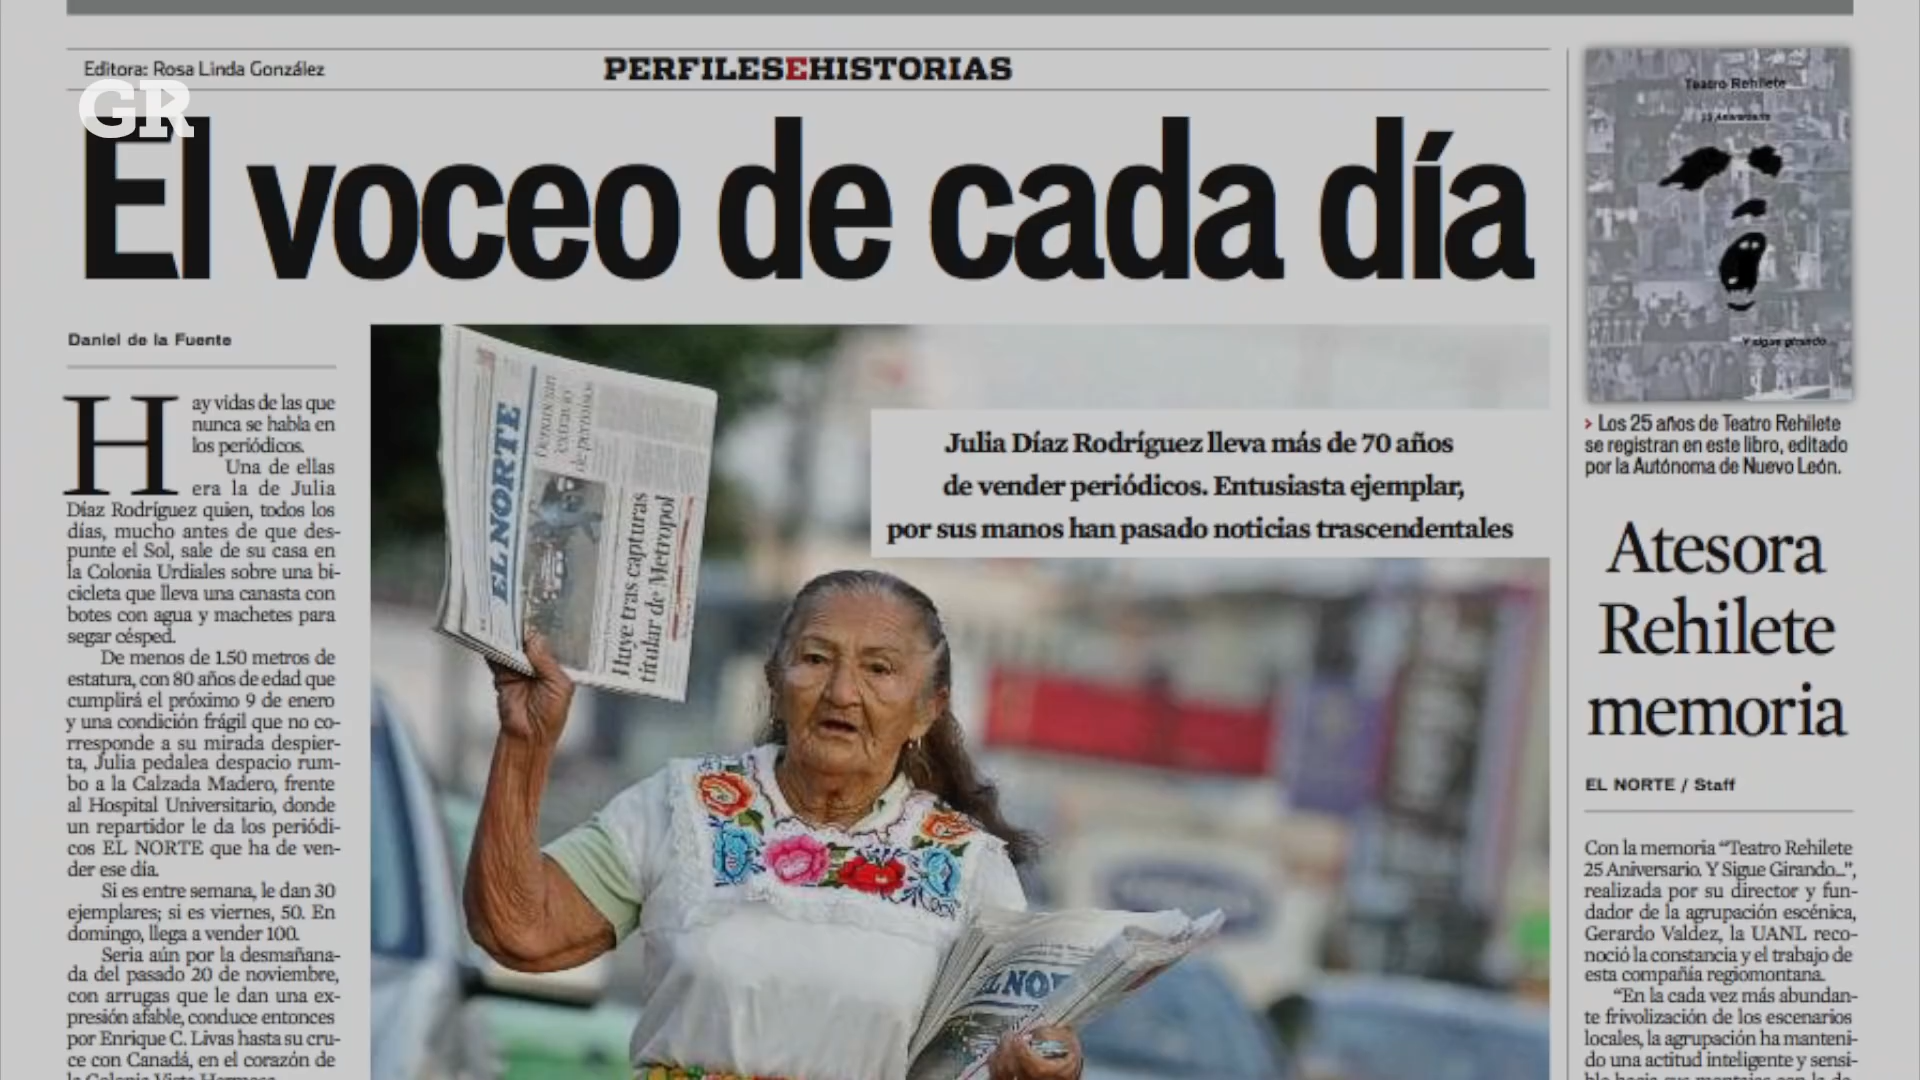 Editora: Rosa Linda González
PERFILESEHISTORIAS
GR
El voceo de cada día
Daniel de la Fuente
Hay vidas de las que
nunca se habla en
los periódicos.
Una de ellas
era la de Julia
Díaz Rodríguez quien, todos los
días, mucho antes de que des-
punte el Sol, sale de su casa en
la Colonia Urdiales sobre una bi-
cicleta que lleva una canasta con
botes con agua y machetes para
segar césped.
De menos de 1.50 metros de
estatura, con 80 años de edad que
cumplirá el próximo 9 de enero
y una condición frágil que no co-
rresponde a su mirada despier-
ta, Julia pedalea despacio rum-
bo a la Calzada Madero, frente
al Hospital Universitario, donde
un repartidor le da los periódi-
cos EL NORTE que ha de ven-
der ese día.
Si es entre semana, le dan 30
ejemplares; si es viernes, 50. En
domingo, llega a vender 100.
Seria aún por la desmañana-
da del pasado 20 de noviembre,
con arrugas que le dan una ex-
presión afable, conduce entonces
por Enrique C. Livas hasta su cru-
ce con Canadá, en el corazón de
la Colonia Vista Hermosa.
EL NORTE
Denuncian
extravío
de permisos
Huye tras capturas
titular de Metropol
Julia Díaz Rodríguez lleva más de 70 años
de vender periódicos. Entusiasta ejemplar,
por sus manos han pasado noticias trascendentales
EL NOR
Teatro Rehilete
25 Aniversario
Y sigue girando...
> Los 25 años de Teatro Rehilete
se registran en este libro, editado
por la Autónoma de Nuevo León.
Atesora
Rehilete
memoria
EL NORTE / Staff
Con la memoria “Teatro Rehilete
25 Aniversario. Y Sigue Girando...”,
realizada por su director y fun-
dador de la agrupación escénica,
Gerardo Valdez, la UANL reco-
noció la constancia y el trabajo de
esta compañía regiomontana.
“En la cada vez más abundan-
te frivolización de los escenarios
locales, la agrupación ha manteni-
do una actitud inteligente y sensi-